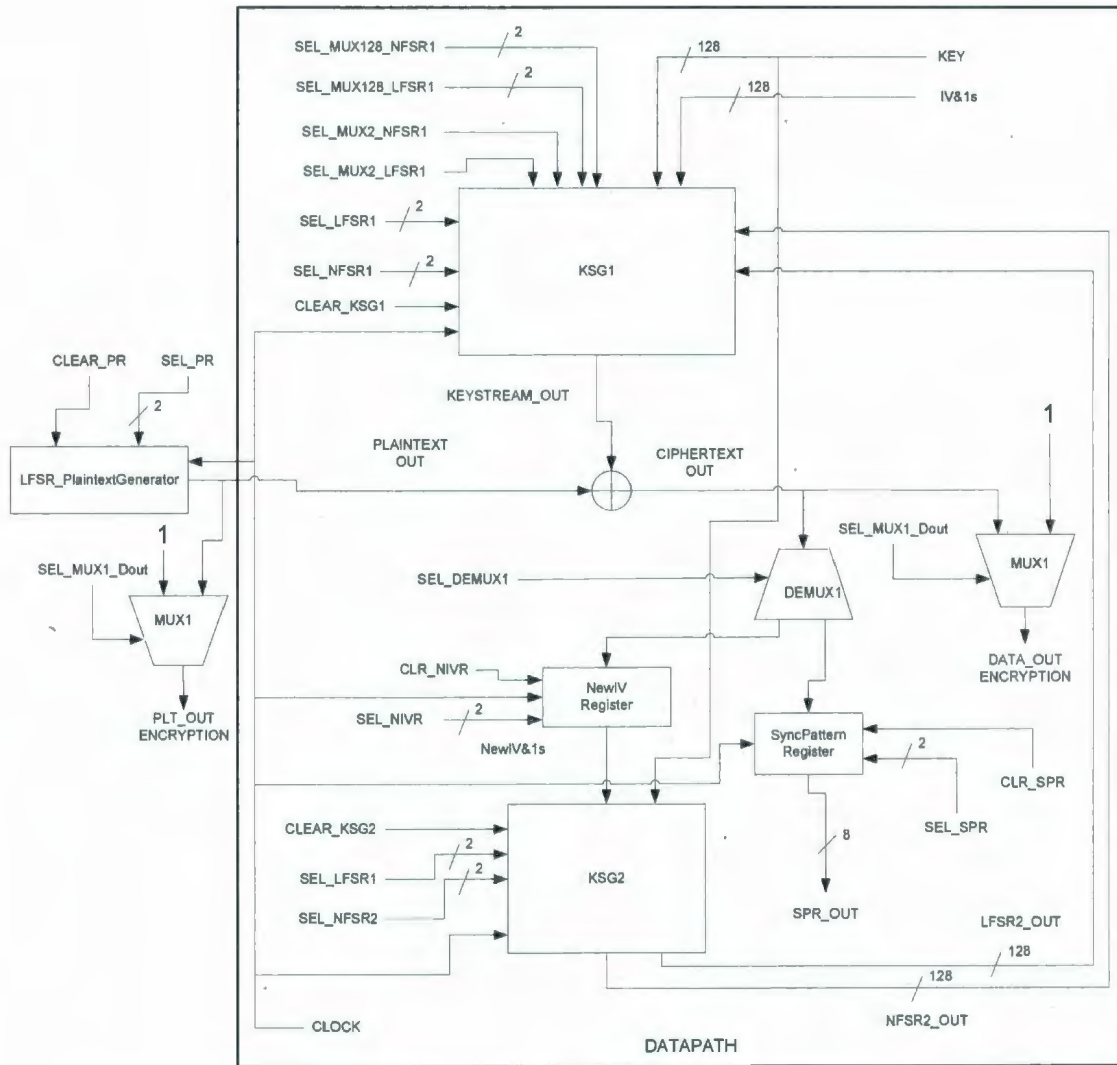 SEL_MUX128_NFSR1
2
128
KEY
SEL_MUX128_LFSR1
2
128
IV&1s
SEL_MUX2_NFSR1
SEL_MUX2_LFSR1
SEL_LFSR1
2
SEL_NFSR1
2
KSG1
CLEAR_KSG1
CLEAR_PR
SEL_PR
2
KEYSTREAM_OUT
1
PLAINTEXT
OUT
CIPHERTEXT
OUT
LFSR_PlaintextGenerator
1
SEL_MUX1_Dout
SEL_MUX1_Dout
MUX1
SEL_DEMUX1
DEMUX1
MUX1
CLR_NIVR
NewIV
Register
DATA_OUT
ENCRYPTION
PLT_OUT
ENCRYPTION
SEL_NIVR
2
NewIV&1s
SyncPattern
Register
2
CLR_SPR
SEL_SPR
CLEAR_KSG2
SEL_LFSR1
2
SEL_NFSR2
2
KSG2
8
SPR_OUT
LFSR2_OUT
128
128
NFSR2_OUT
CLOCK
DATAPATH